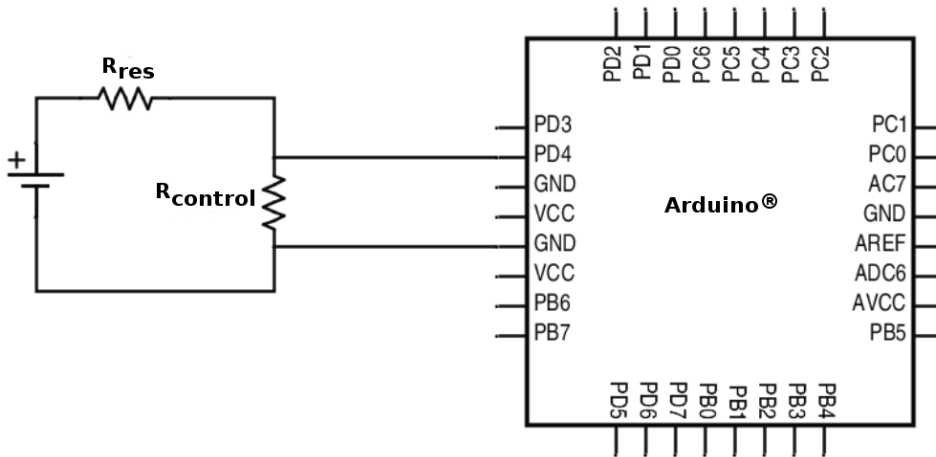 PD2 PD1 PD0 PC6 PC5 PC4 PC3 PC2
Rres
+
Rcontrol
PD3
PD4
GND
VCC
GND
VCC
PB6
PB7
Arduino®
PC1
PC0
AC7
GND
AREF
ADC6
AVCC
PB5
PD5 PD6 PD7 PB0 PB1 PB2 PB3 PB4